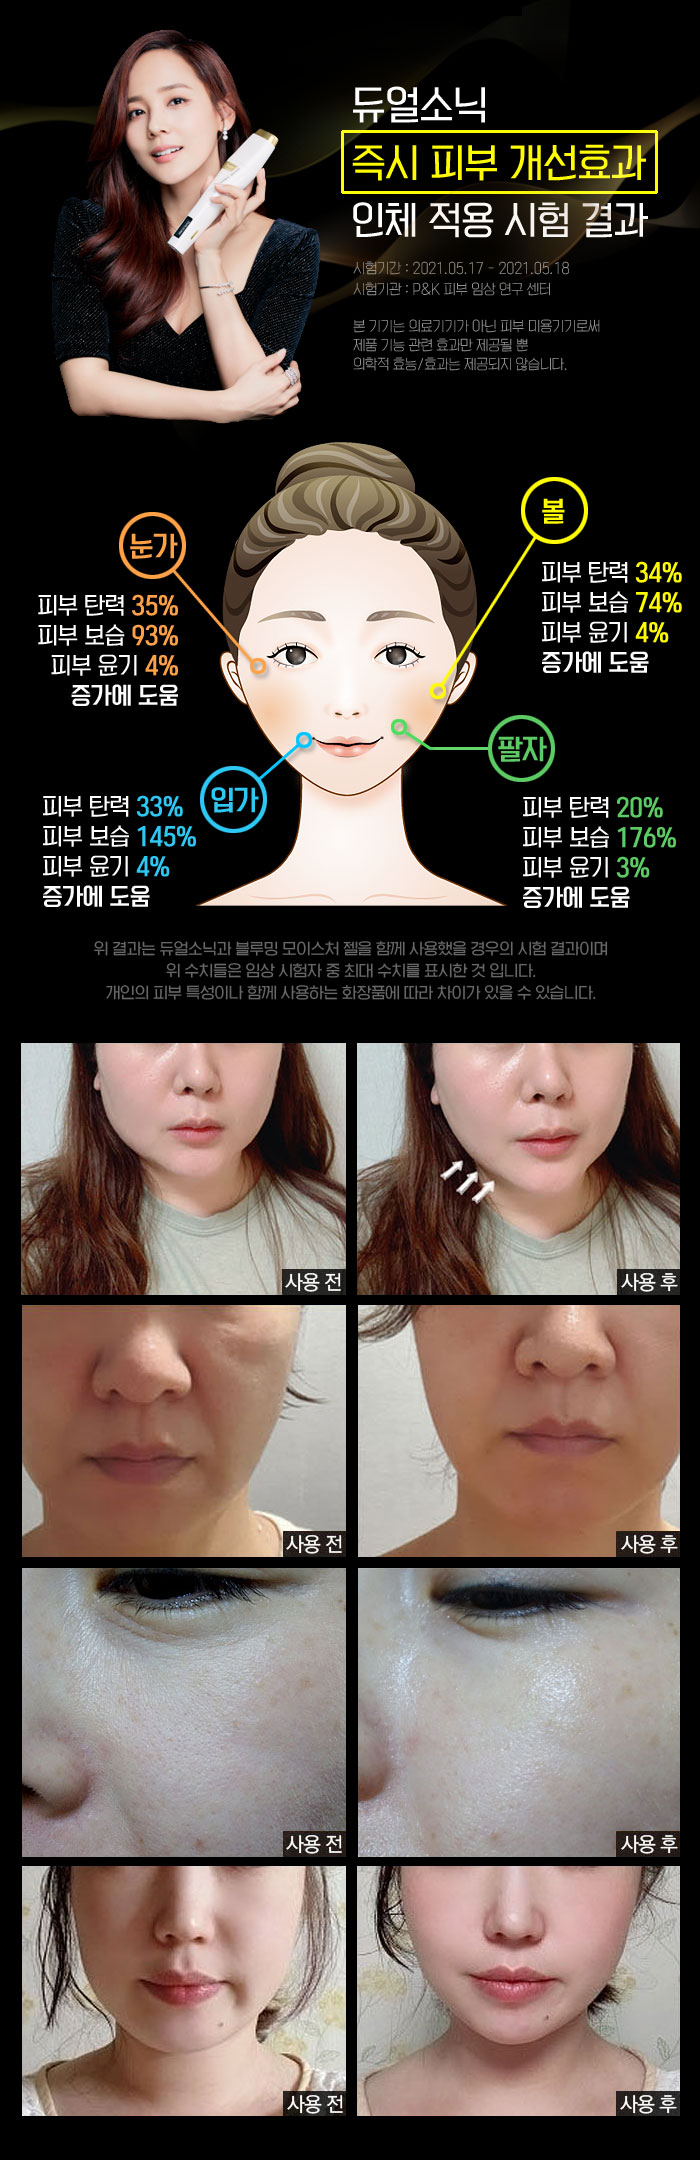 듀얼소닉
즉시 피부 개선효과
인체 적용 시험 결과
시험기간 : 2021.05.17 - 2021.05.18
시험기관 : P&K 피부 임상 연구 센터
본 기기는 의료기기가 아닌 피부 미용기기로써
제품 기능 관련 효과만 제공될 뿐
의학적 효능/효과는 제공되지 않습니다.
눈가
피부 탄력 35%
피부 보습 93%
피부 윤기 4%
증가에 도움
볼
피부 탄력 34%
피부 보습 74%
피부 윤기 4%
증가에 도움
입가
피부 탄력 33%
피부 보습 145%
피부 윤기 4%
증가에 도움
팔자
피부 탄력 20%
피부 보습 176%
피부 윤기 3%
증가에 도움
위 결과는 듀얼소닉과 블루밍 모이스처 젤을 함께 사용했을 경우의 시험 결과이며
위 수치들은 임상 시험자 중 최대 수치를 표시한 것 입니다.
개인의 피부 특성이나 함께 사용하는 화장품에 따라 차이가 있을 수 있습니다.
사용 전
사용 후
사용 전
사용 후
사용 전
사용 후
사용 전
사용 후